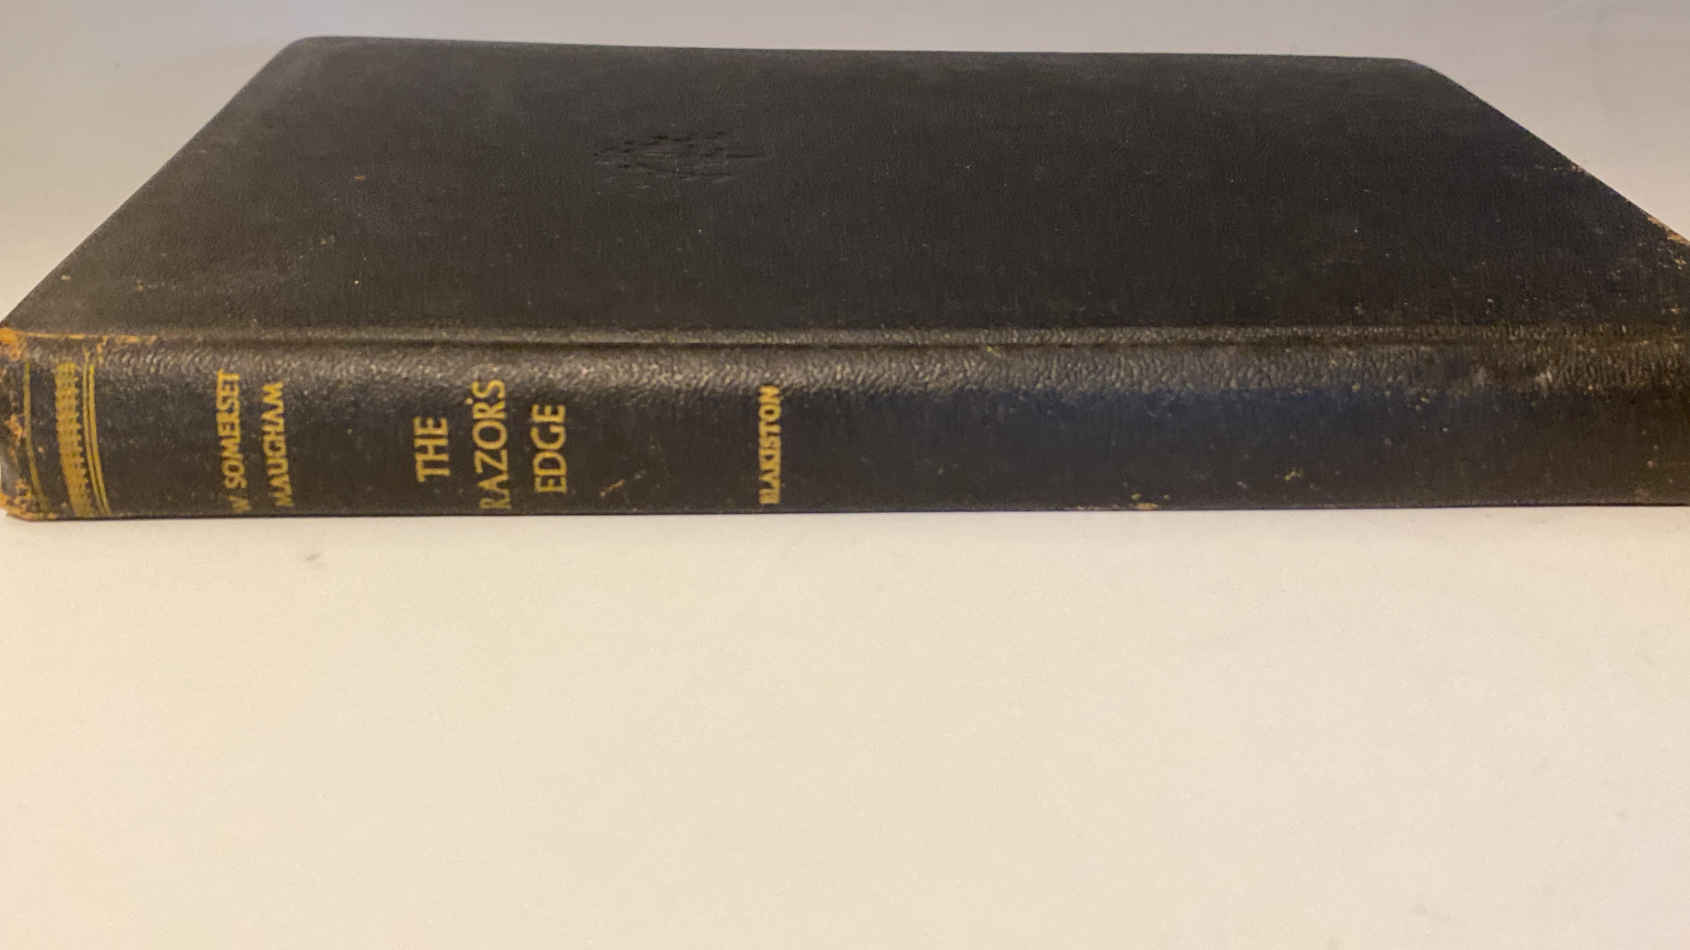 W. SOMERSET
MAUGHAM
THE
RAZOR'S
EDGE
BLAKISTON